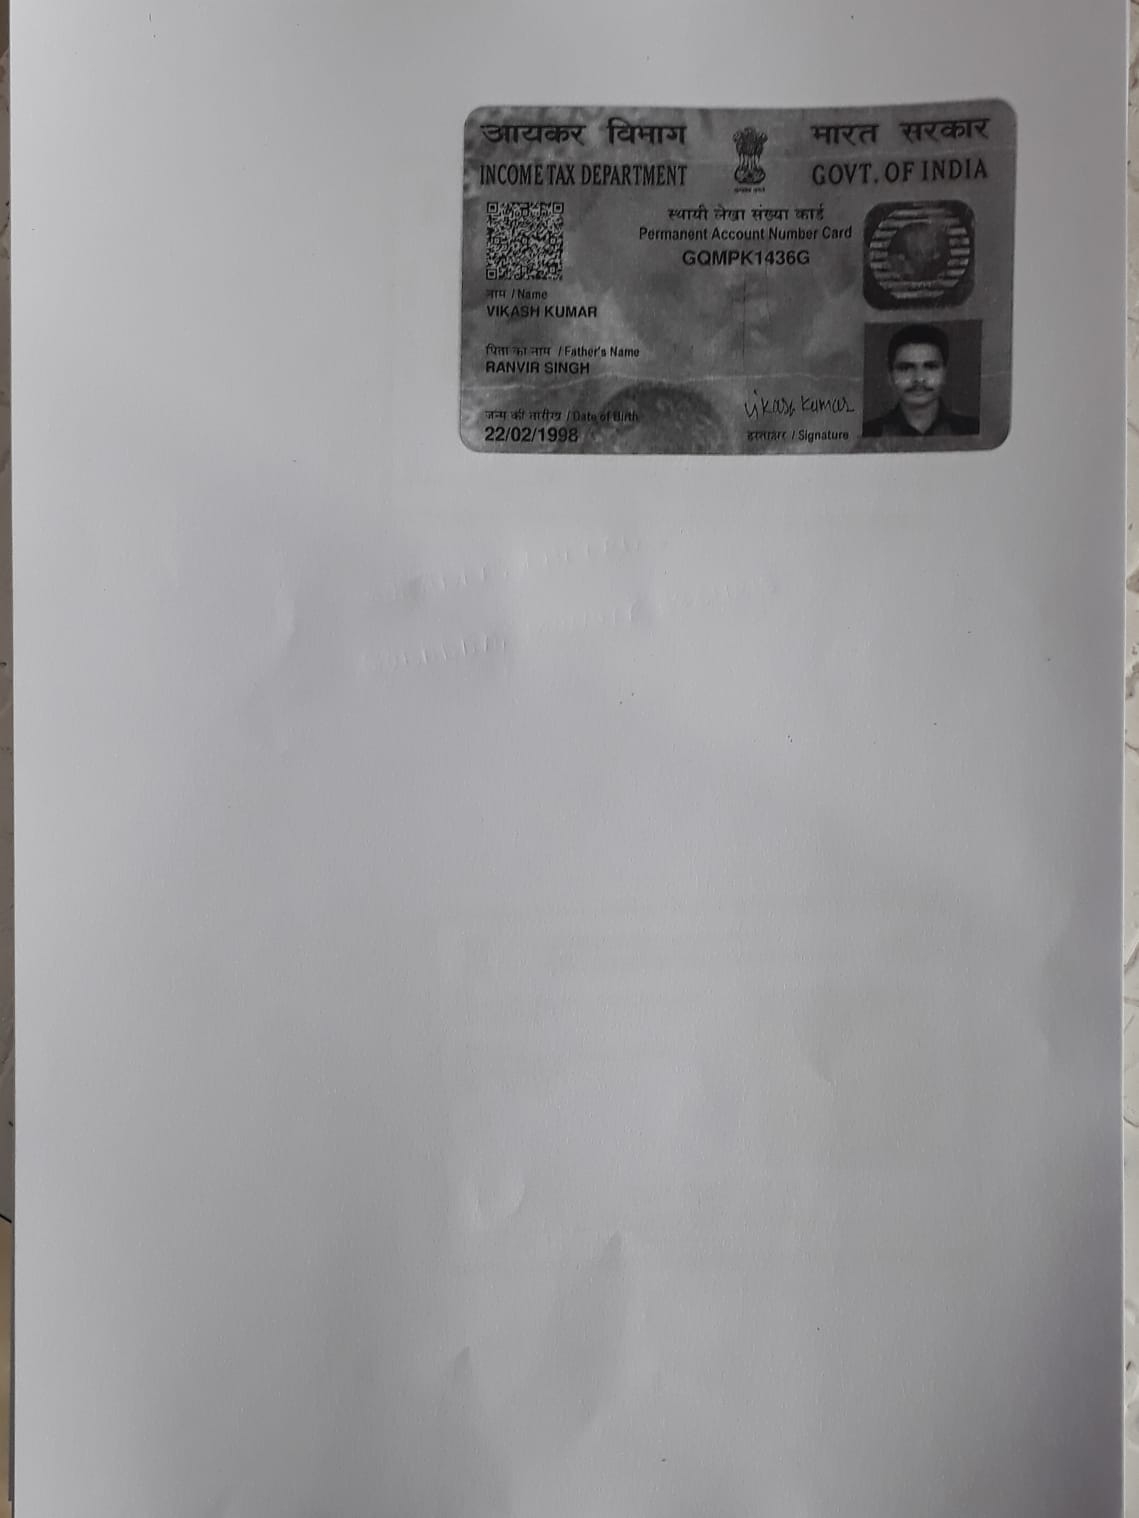 आयकर विभाग
INCOME TAX DEPARTMENT
भारत सरकार
GOVT. OF INDIA
स्थायी लेखा संख्या कार्ड
Permanent Account Number Card
GQMPK1436G
नाम / Name
VIKASH KUMAR
पिता का नाम / Father's Name
RANVIR SINGH
जन्म की तारीख / Date of Birth
22/02/1998
Vikash Kumar
हस्ताक्षर / Signature